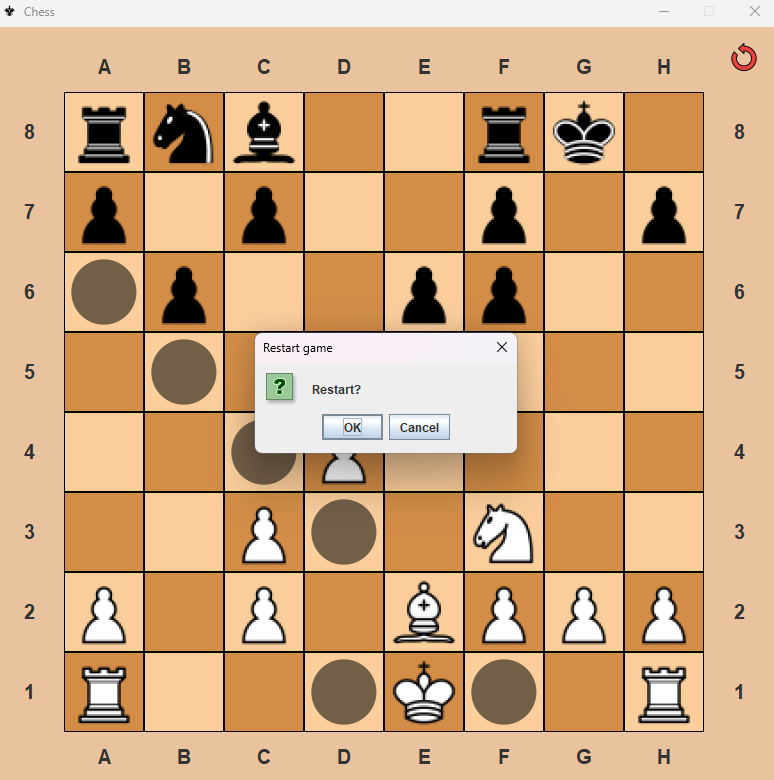 Chess
A B C D E F G H
8 8
7 7
6 6
5 5
Restart game
? Restart?
OK Cancel
4 4
3 3
2 2
1 1
A B C D E F G H